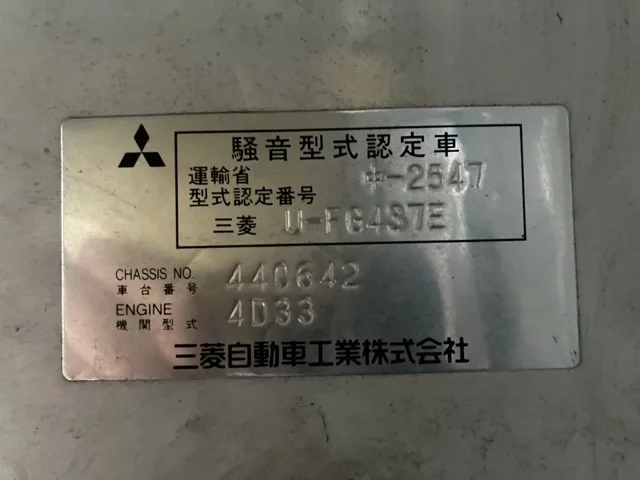 騒音型式認定車
運輸省
型式認定番号 中-2547
三菱 U-FG437E
CHASSIS NO. 440642
車台番号
ENGINE 4D33
機関型式
三菱自動車工業株式会社